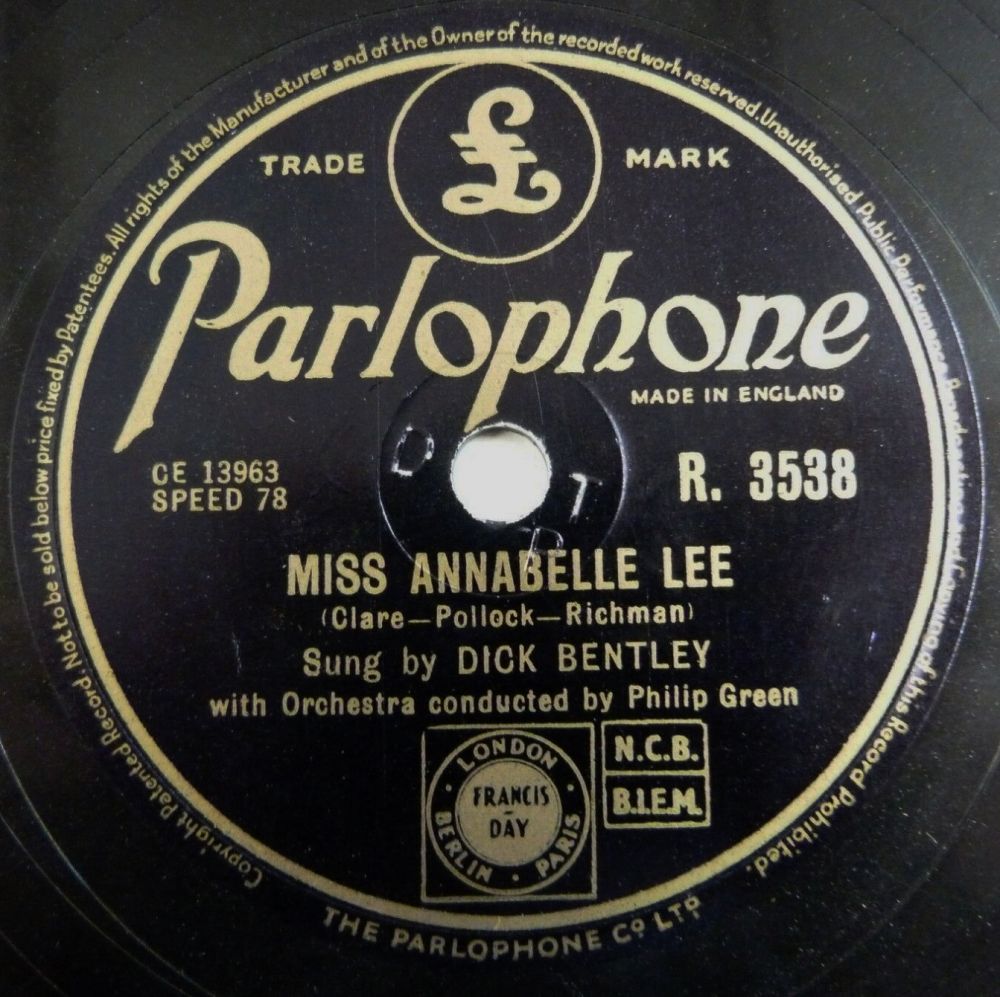 Copyright Patented Record. Not to be sold below price fixed by Patentees. All rights of the Manufacturer and of the Owner of the recorded work reserved. Unauthorised Public Performance Broadcasting and Copying of this Record Prohibited.
£
TRADE MARK
Parlophone
MADE IN ENGLAND
CE 13963
SPEED 78
R. 3538
D T
MISS ANNABELLE LEE
(Clare—Pollock—Richman)
Sung by DICK BENTLEY
with Orchestra conducted by Philip Green
LONDON
BERLIN · PARIS
FRANCIS
DAY
N.C.B.
B.I.E.M.
THE PARLOPHONE Cº LTD